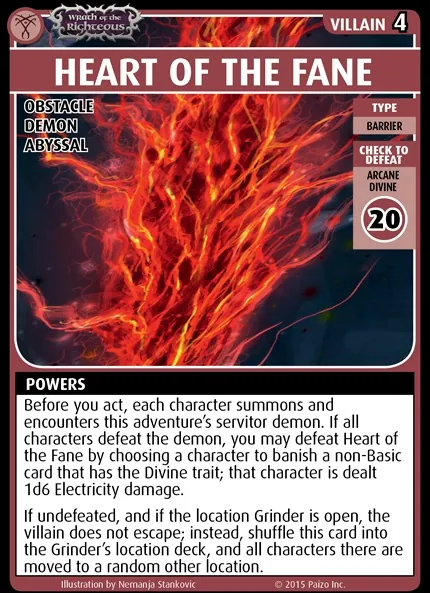 WRATH OF THE
RIGHTEOUS
VILLAIN 4
HEART OF THE FANE
OBSTACLE
DEMON
ABYSSAL
TYPE
BARRIER
CHECK TO
DEFEAT
ARCANE
DIVINE
20
POWERS
Before you act, each character summons and
encounters this adventure's servitor demon. If all
characters defeat the demon, you may defeat Heart of
the Fane by choosing a character to banish a non-Basic
card that has the Divine trait; that character is dealt
1d6 Electricity damage.
If undefeated, and if the location Grinder is open, the
villain does not escape; instead, shuffle this card into
the Grinder's location deck, and all characters there are
moved to a random other location.
Illustration by Nemanja Stankovic
© 2015 Paizo Inc.